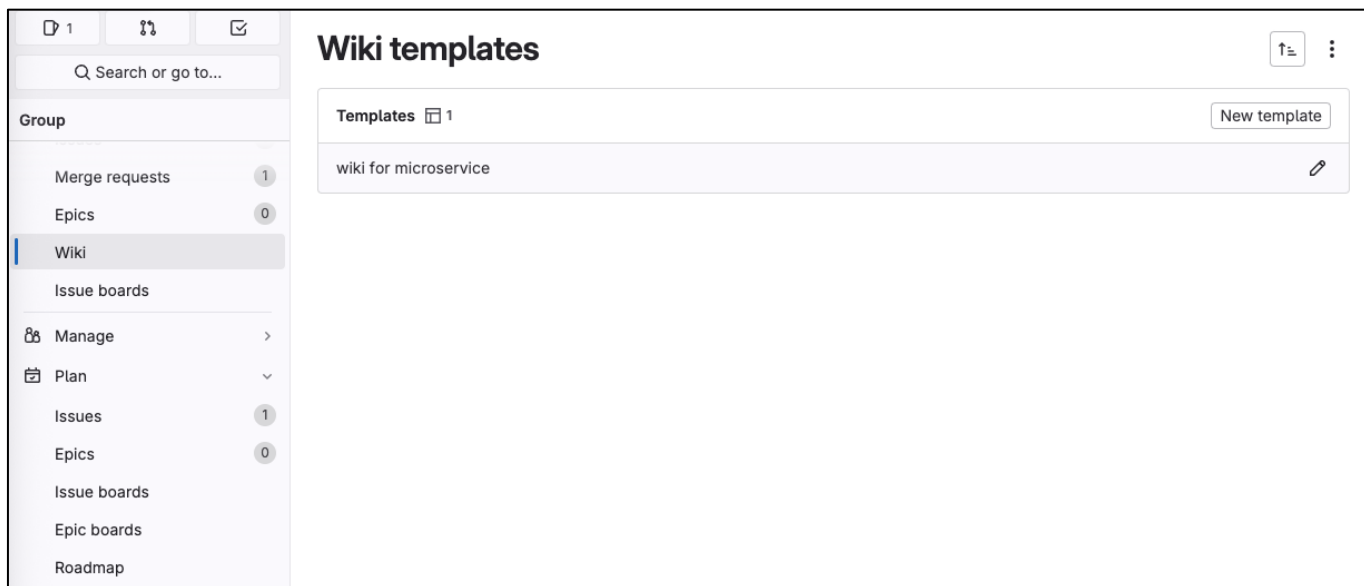 1
Search or go to...
Group
Merge requests 1
Epics 0
Wiki
Issue boards
Manage
Plan
Issues 1
Epics 0
Issue boards
Epic boards
Roadmap
Wiki templates
Templates 1
New template
wiki for microservice